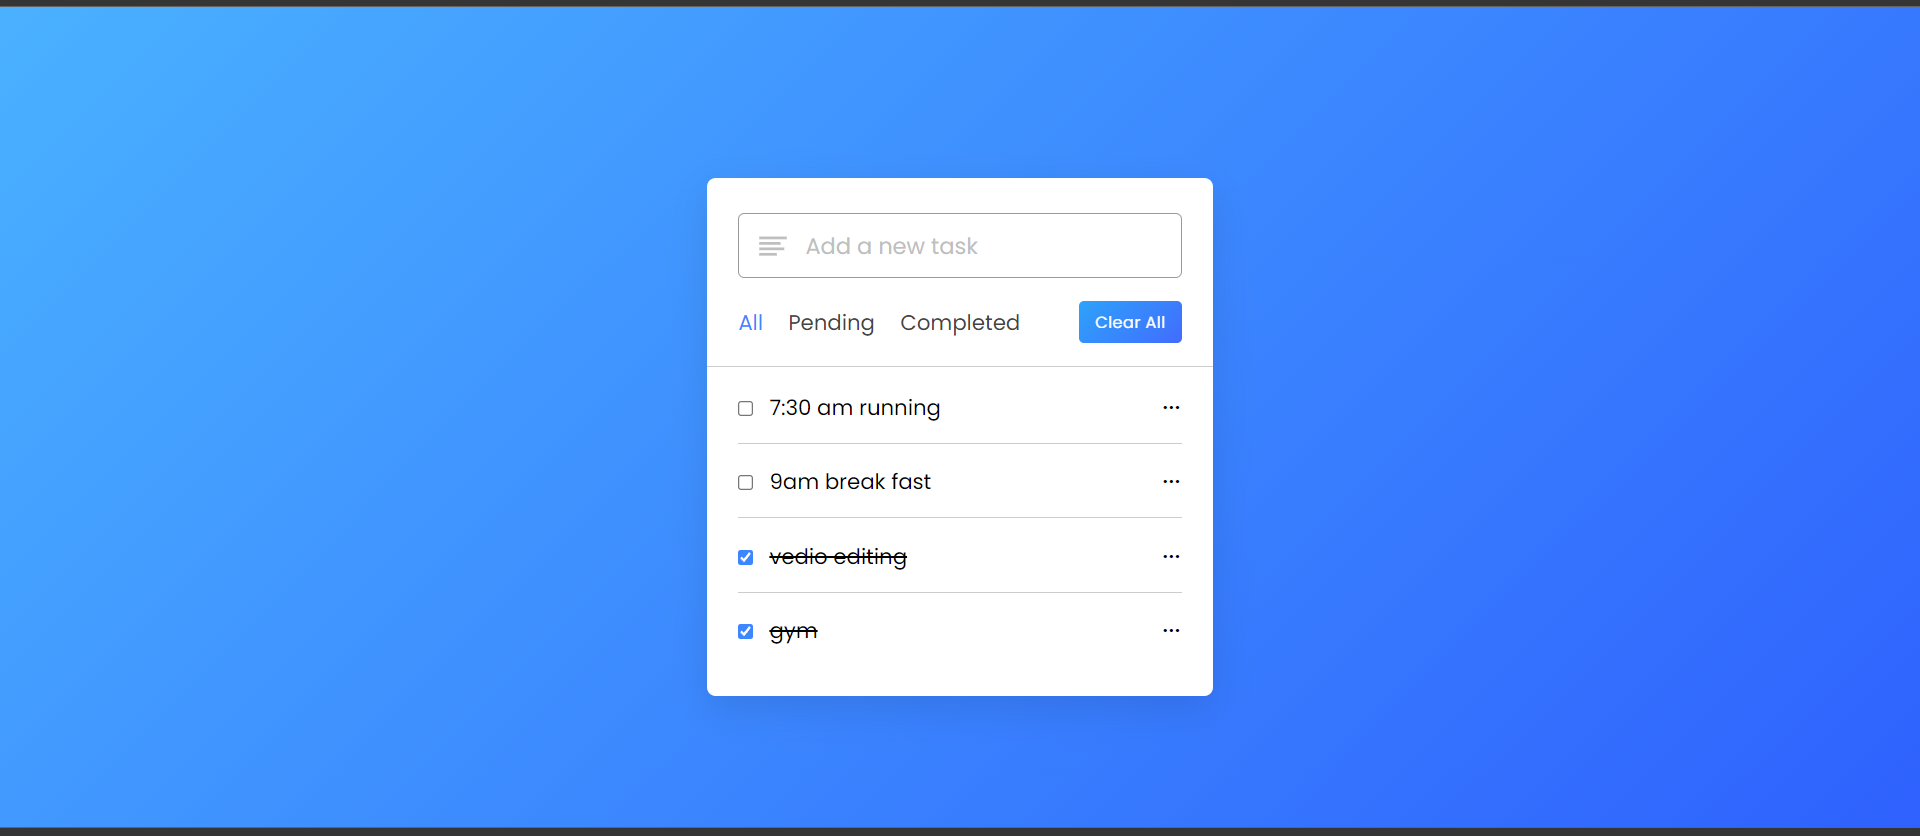 Add a new task
All Pending Completed Clear All
7:30 am running
9am break fast
vedio editing
gym